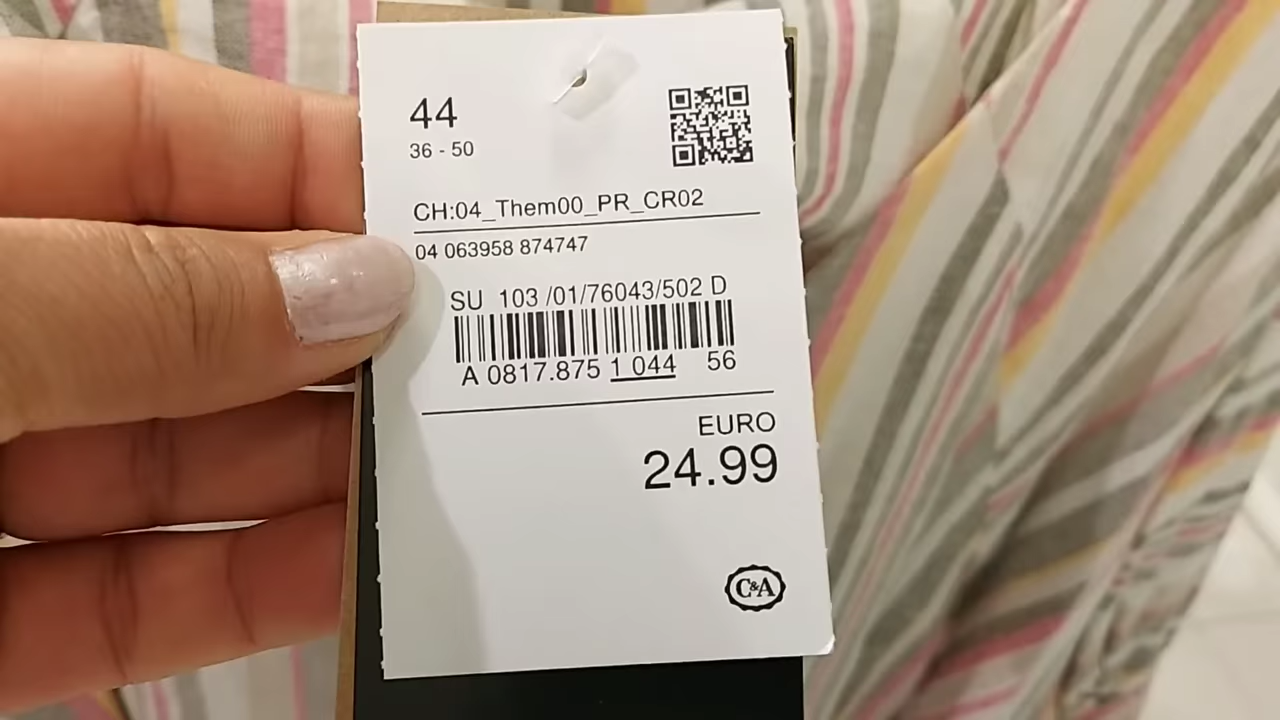 44
36 - 50
CH:04_Them00_PR_CR02
04 063958 874747
SU 103 /01/76043/502 D
A 0817.875 1 044 56
EURO
24.99
C&A